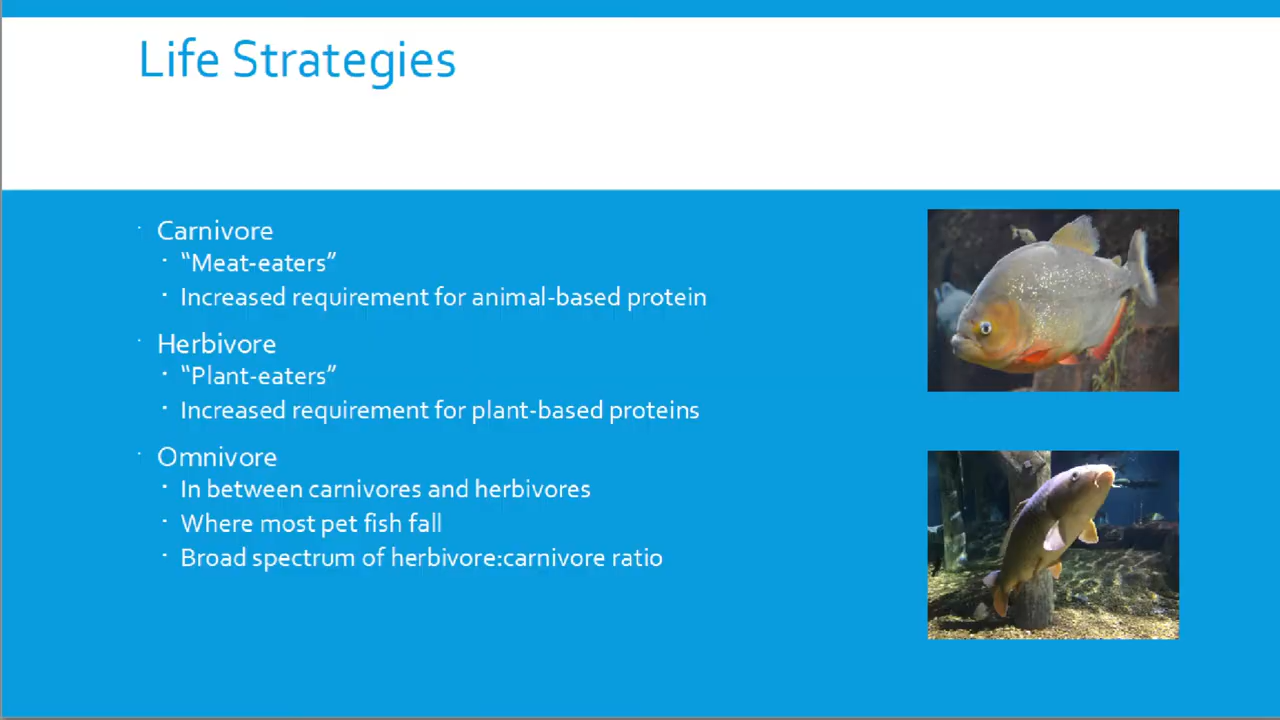 Life Strategies
Carnivore
“Meat-eaters”
Increased requirement for animal-based protein
Herbivore
“Plant-eaters”
Increased requirement for plant-based proteins
Omnivore
In between carnivores and herbivores
Where most pet fish fall
Broad spectrum of herbivore:carnivore ratio